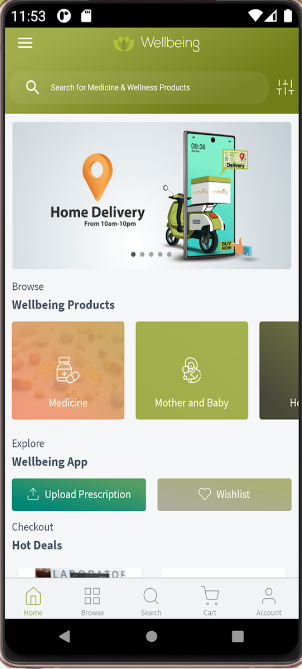 11:53
Wellbeing
Search for Medicine & Wellness Products
09:38
Delivery
Home Delivery
From 10am-10pm
BUY
NOW
Browse
Wellbeing Products
Medicine
Mother and Baby
He
Explore
Wellbeing App
Upload Prescription
Wishlist
Checkout
Hot Deals
LABORATOR
Home
Browse
Search
Cart
Account